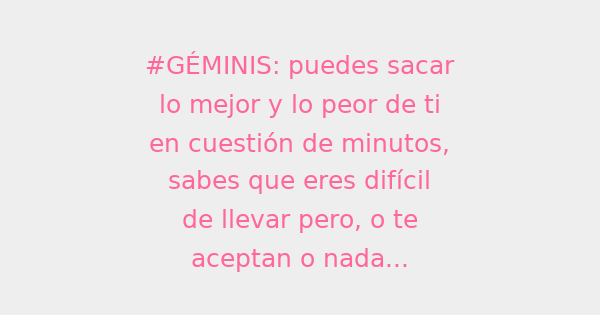 #GÉMINIS: puedes sacar
lo mejor y lo peor de ti
en cuestión de minutos,
sabes que eres difícil
de llevar pero, o te
aceptan o nada...